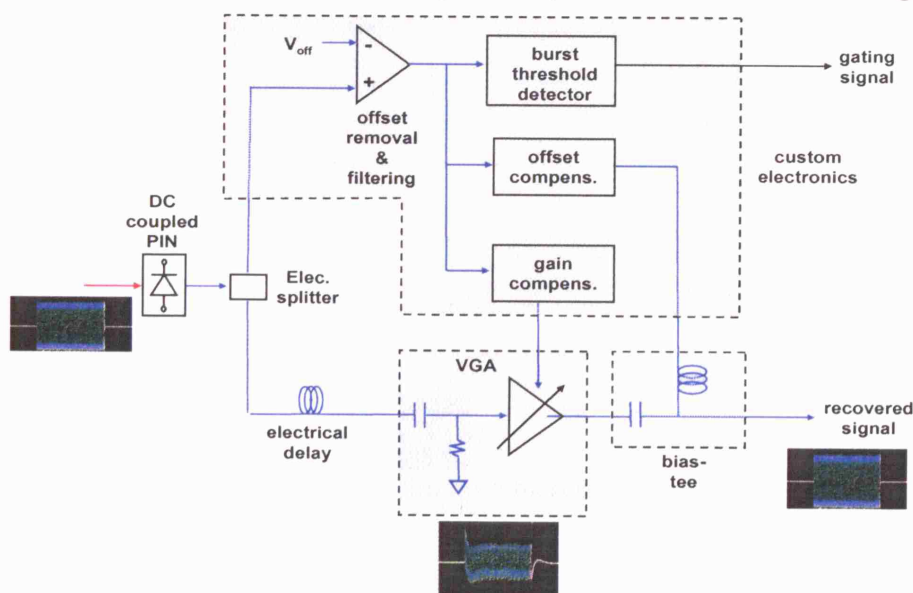 V off
-
+
burst
threshold
detector
gating
signal
offset
removal
&
filtering
offset
compens.
custom
electronics
DC
coupled
PIN
Elec.
splitter
gain
compens.
VGA
electrical
delay
bias-
tee
recovered
signal